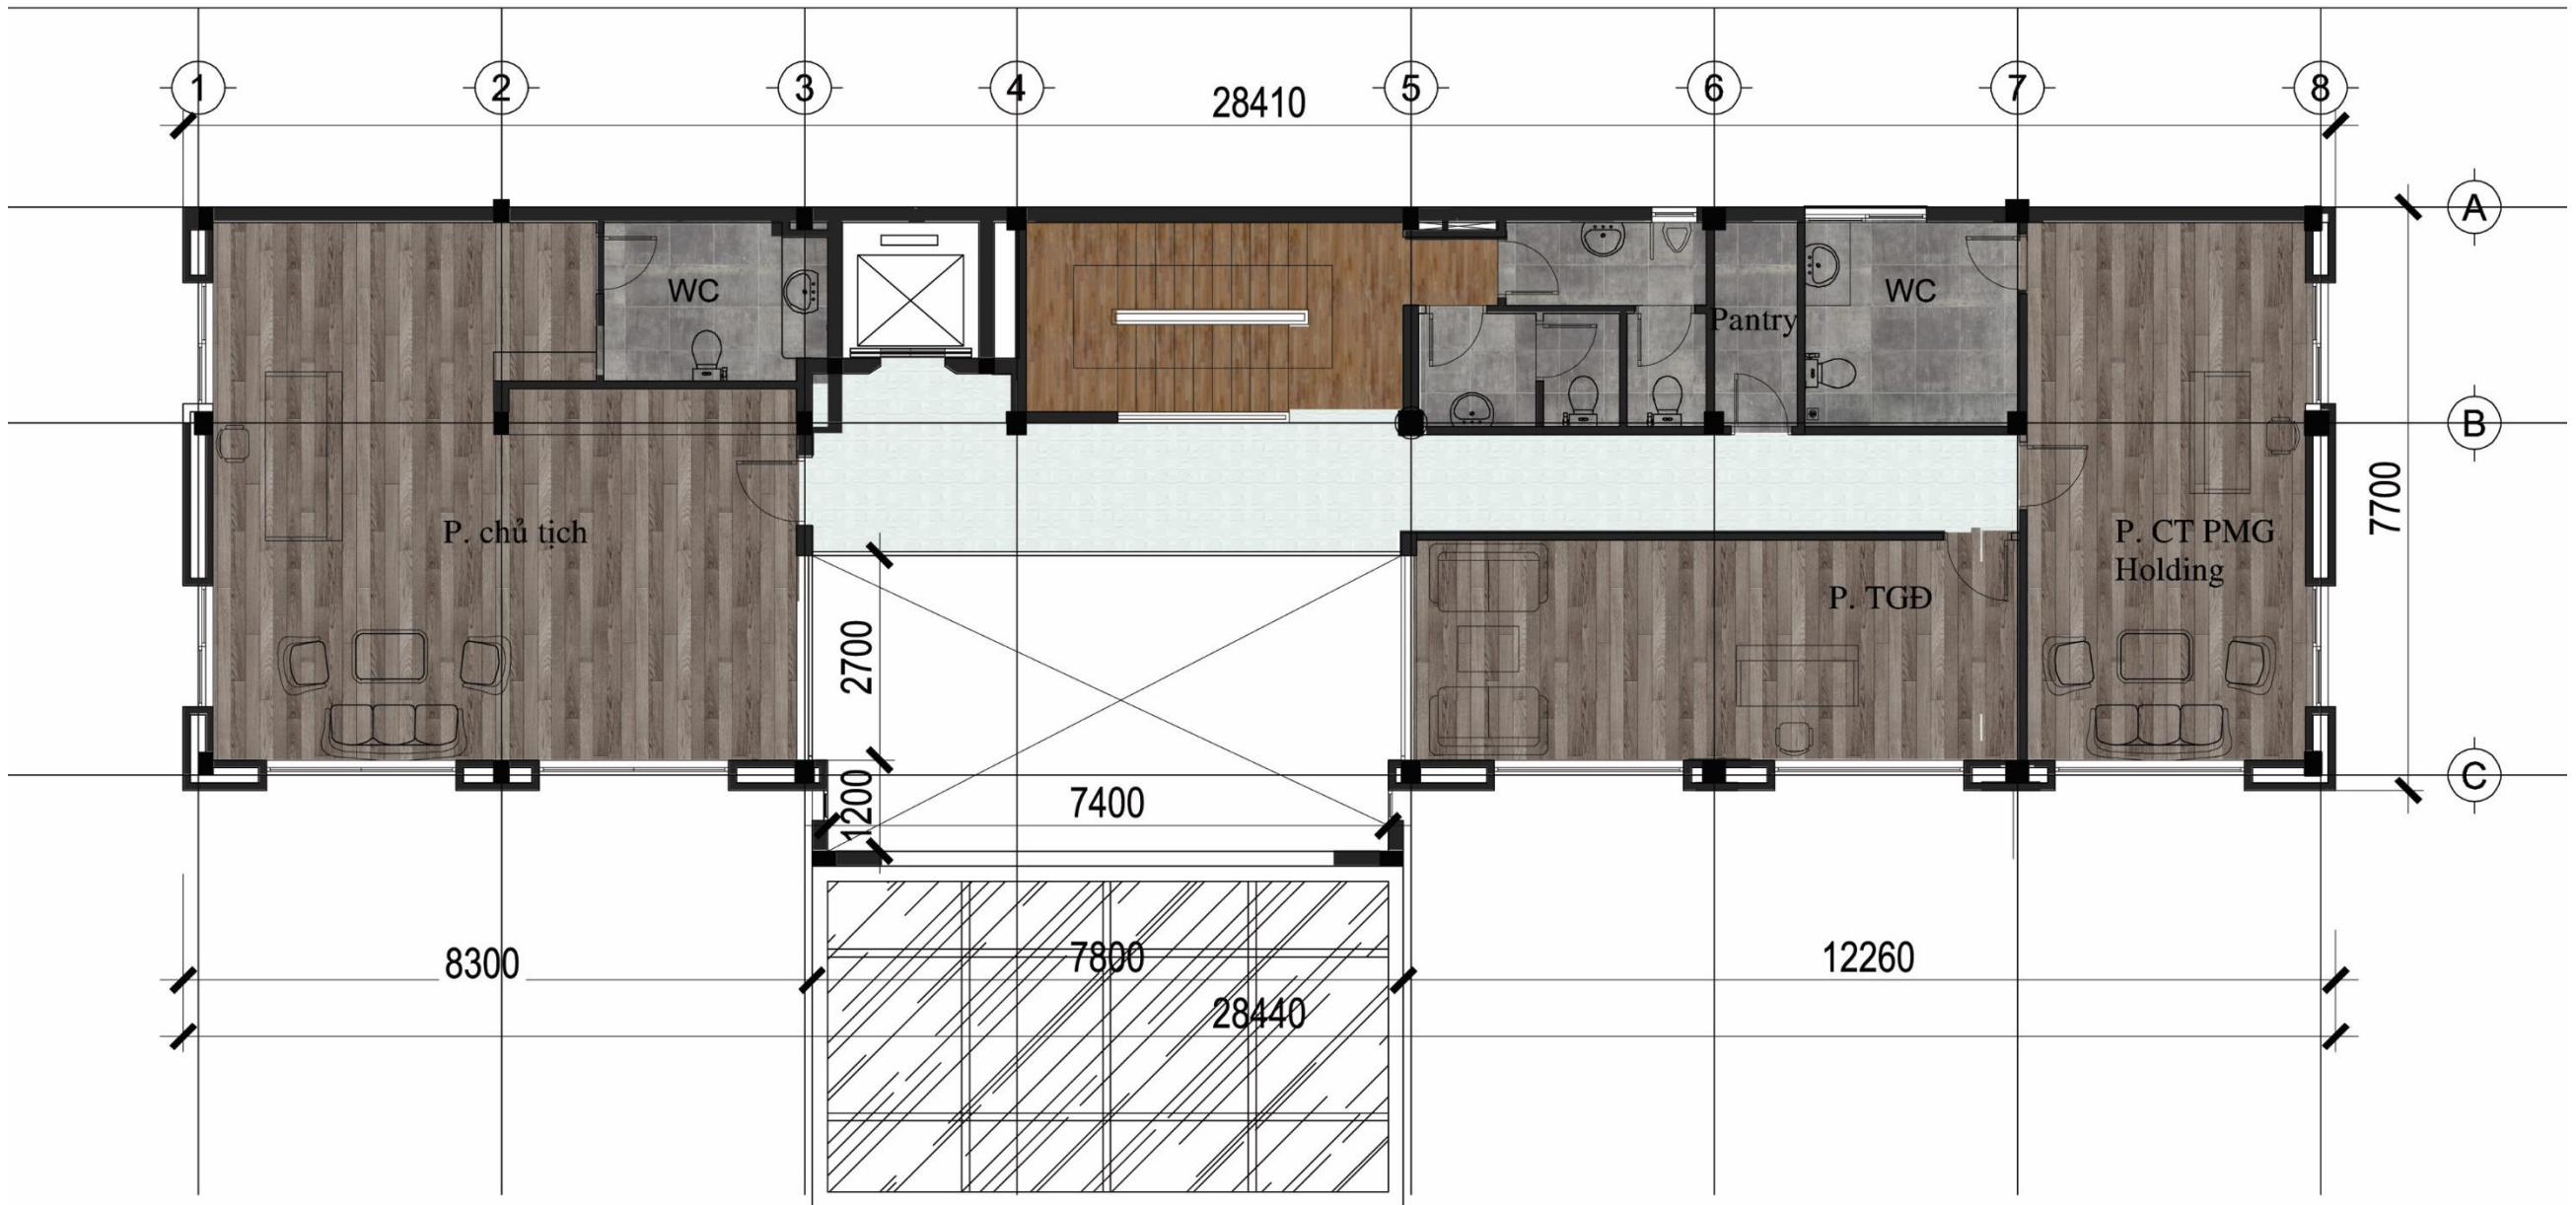 1 2 3 4 5 6 7 8
28410
A
WC
WC
Pantry
B
P. chủ tịch
7700
P. CT PMG
Holding
P. TGĐ
2700
C
1200
7400
8300
7800
12260
28440